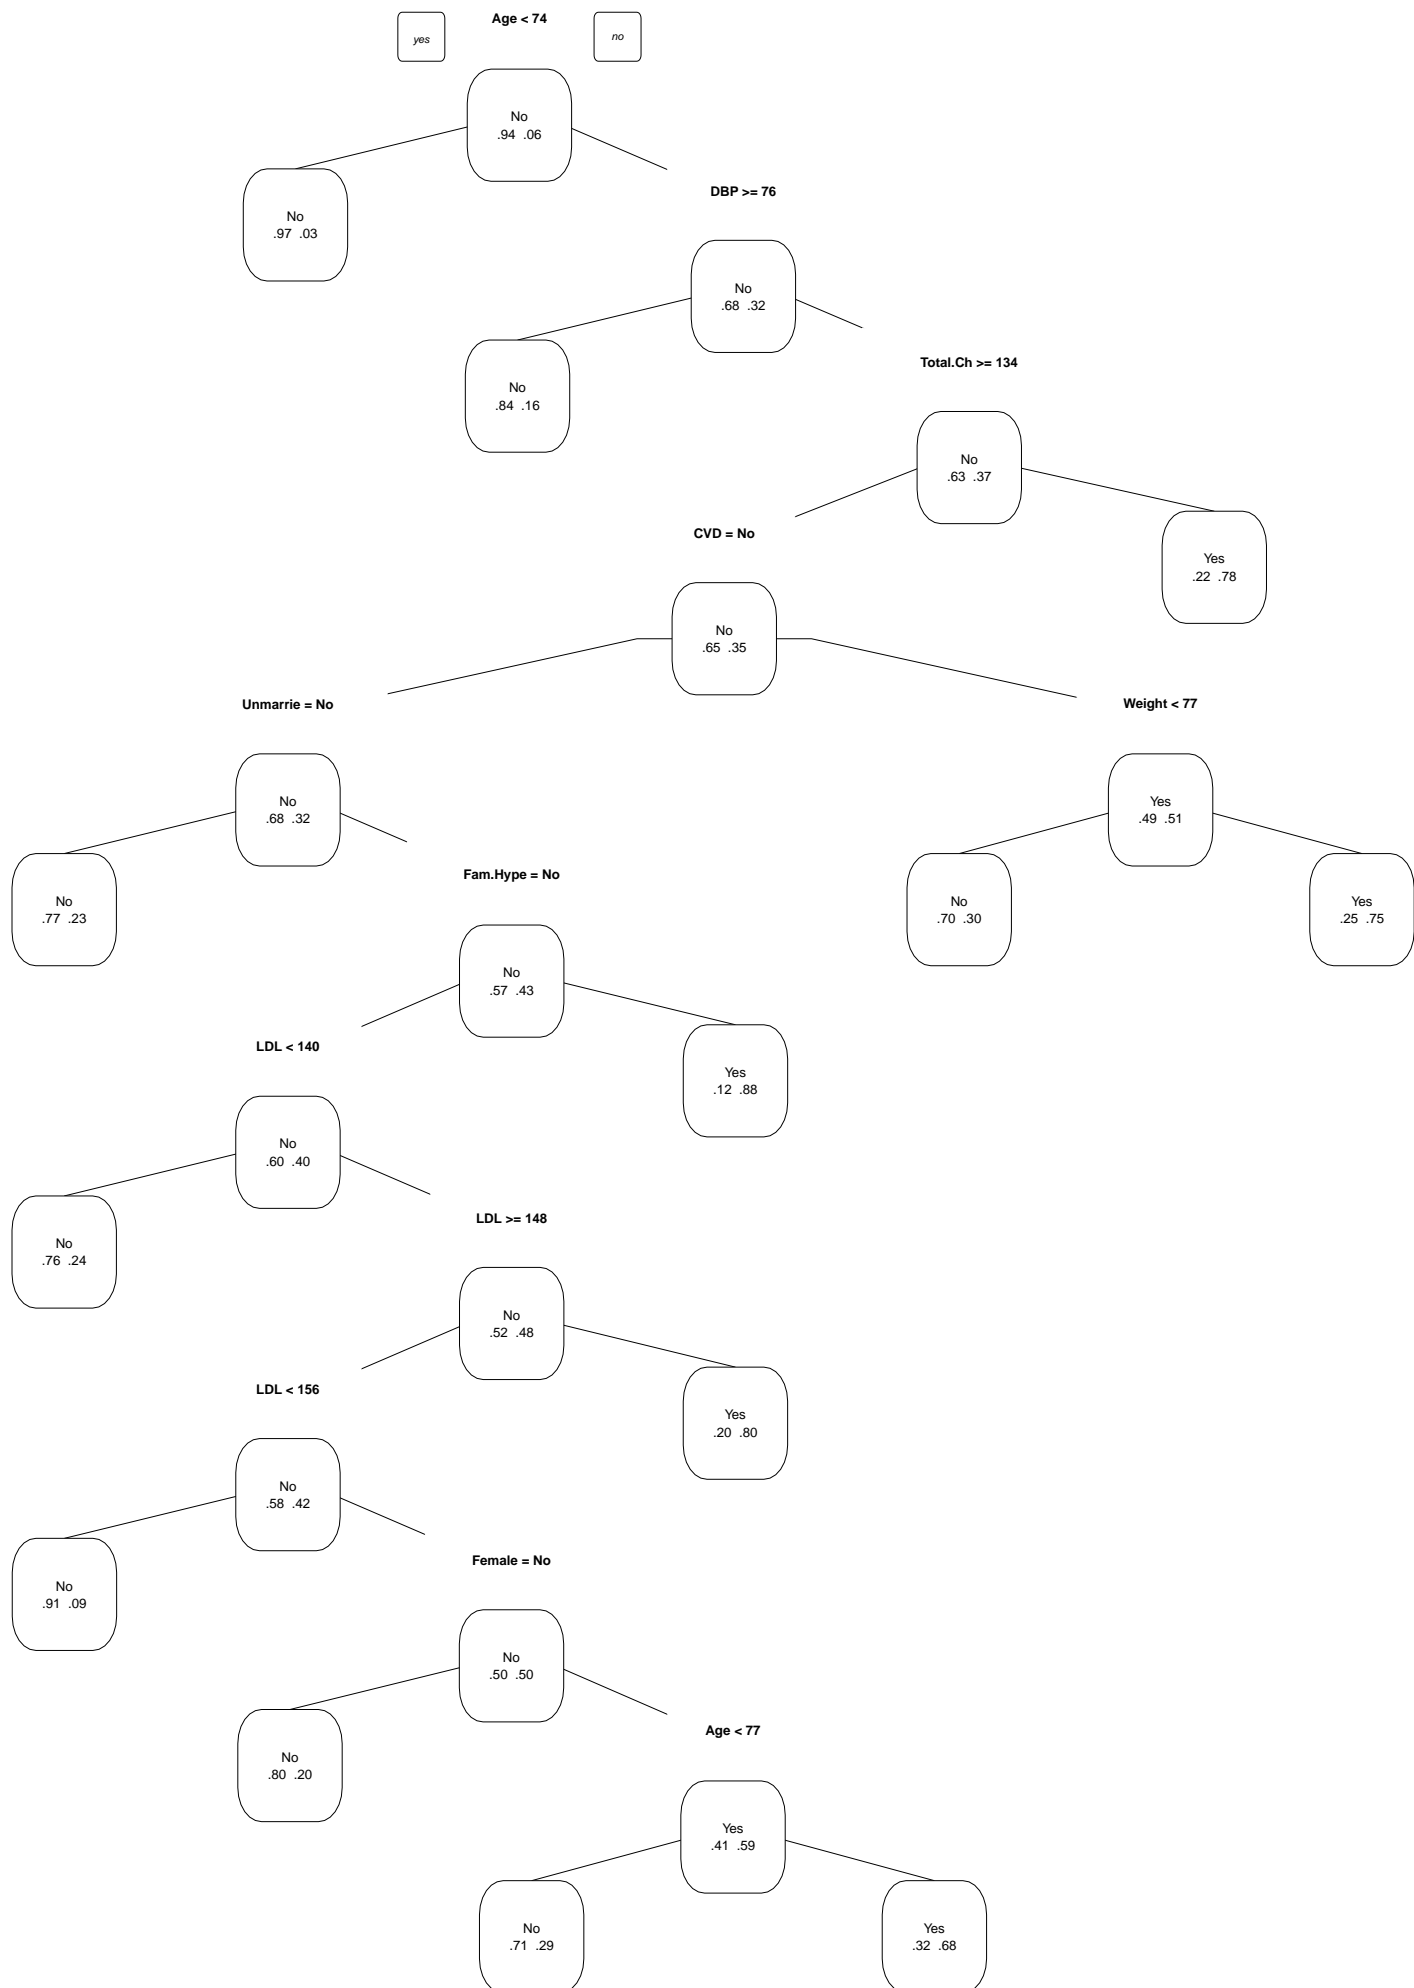 Age < 74
yes
no
No
.94 .06
No
.97 .03
DBP >= 76
No
.68 .32
No
.84 .16
Total.Ch >= 134
No
.63 .37
CVD = No
Yes
.22 .78
No
.65 .35
Unmarrie = No
Weight < 77
No
.68 .32
Yes
.49 .51
No
.77 .23
Fam.Hype = No
No
.70 .30
Yes
.25 .75
No
.57 .43
LDL < 140
Yes
.12 .88
No
.60 .40
No
.76 .24
LDL >= 148
No
.52 .48
LDL < 156
Yes
.20 .80
No
.58 .42
No
.91 .09
Female = No
No
.50 .50
No
.80 .20
Age < 77
Yes
.41 .59
No
.71 .29
Yes
.32 .68